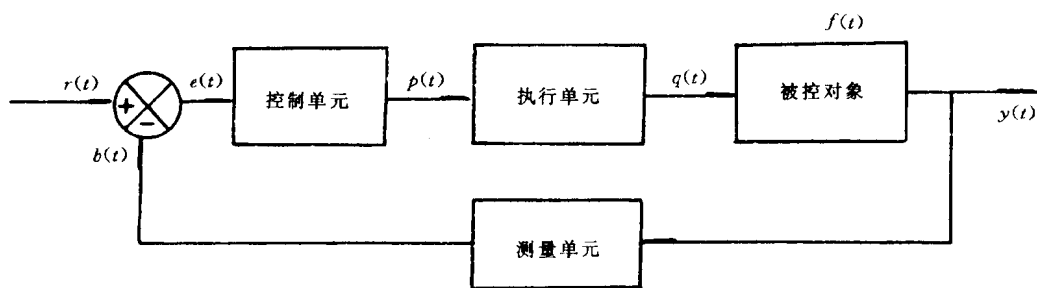 f(t)
r(t)
e(t)
控制单元
p(t)
执行单元
q(t)
被控对象
y(t)
+
−
b(t)
测量单元